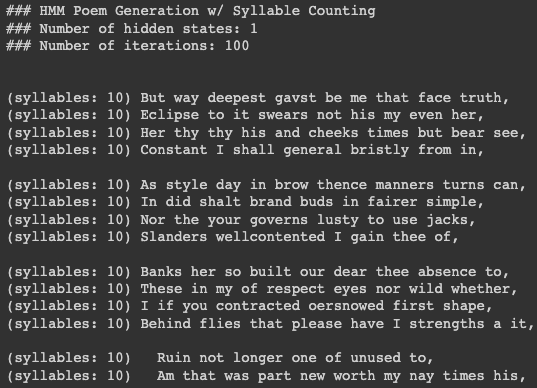 ### HMM Poem Generation w/ Syllable Counting
### Number of hidden states: 1
### Number of iterations: 100
(syllables: 10) But way deepest gavst be me that face truth,
(syllables: 10) Eclipse to it swears not his my even her,
(syllables: 10) Her thy thy his and cheeks times but bear see,
(syllables: 10) Constant I shall general bristly from in,
(syllables: 10) As style day in brow thence manners turns can,
(syllables: 10) In did shalt brand buds in fairer simple,
(syllables: 10) Nor the your governs lusty to use jacks,
(syllables: 10) Slanders wellcontented I gain thee of,
(syllables: 10) Banks her so built our dear thee absence to,
(syllables: 10) These in my of respect eyes nor wild whether,
(syllables: 10) I if you contracted oersnowed first shape,
(syllables: 10) Behind flies that please have I strengths a it,
(syllables: 10) Ruin not longer one of unused to,
(syllables: 10) Am that was part new worth my nay times his,